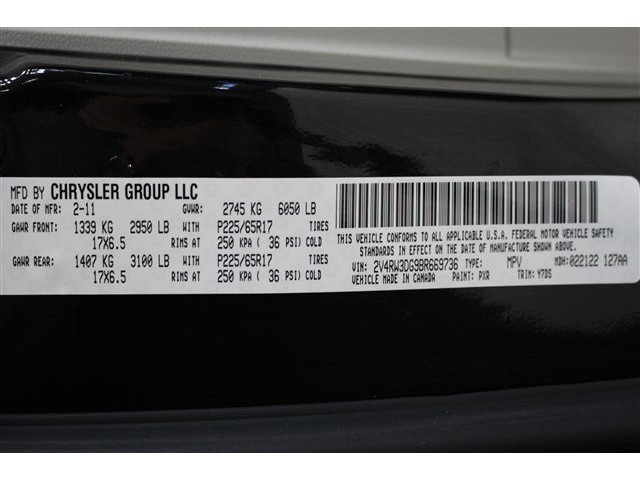 MFD BY CHRYSLER GROUP LLC
DATE OF MFR: 2-11 GVWR: 2745 KG 6050 LB
GAWR FRONT: 1339 KG 2950 LB P225/65R17 TIRES
17X6.5 RIMS AT 250 KPA ( 36 PSI) COLD
GAWR REAR: 1407 KG 3100 LB P225/65R17 TIRES
17X6.5 RIMS AT 250 KPA ( 36 PSI) COLD
THIS VEHICLE CONFORMS TO ALL APPLICABLE U.S.A. FEDERAL MOTOR VEHICLE SAFETY
STANDARDS IN EFFECT ON THE DATE OF MANUFACTURE SHOWN ABOVE.
VIN: 2V4RW3DG9BR669736 TYPE: MPV MDH: 022122 127AA
VEHICLE MADE IN CANADA PAINT: PXR TRIM: Y7DS